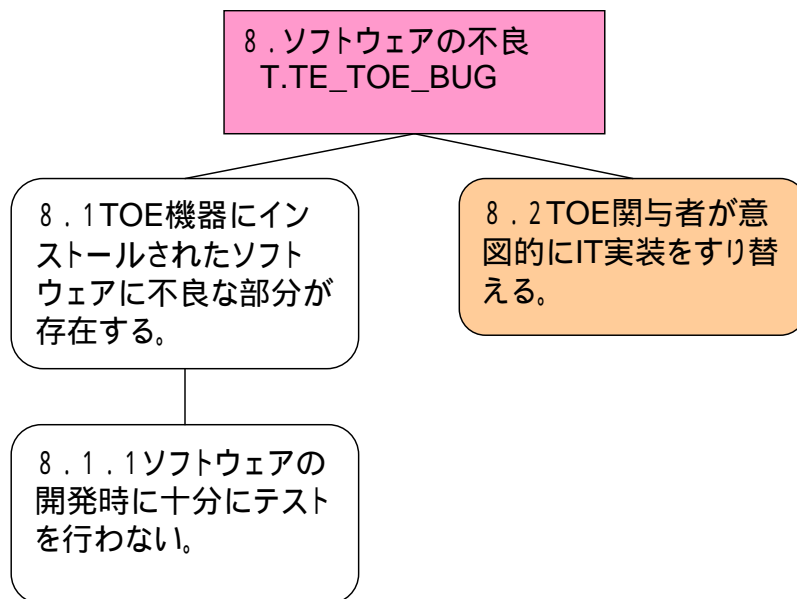 ８．ソフトウェアの不良
T.TE_TOE_BUG
８．１TOE機器にイン
ストールされたソフト
ウェアに不良な部分が
存在する。
８．２TOE関与者が意
図的にIT実装をすり替
える。
８．１．１ソフトウェアの
開発時に十分にテスト
を行わない。